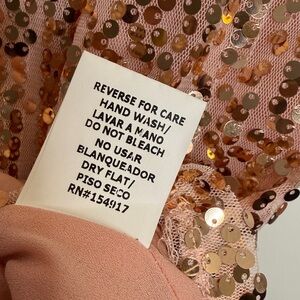 REVERSE FOR CARE
HAND WASH/
LAVAR A MANO
DO NOT BLEACH
NO USAR
BLANQUEADOR
DRY FLAT/
PISO SECO
RN#154917